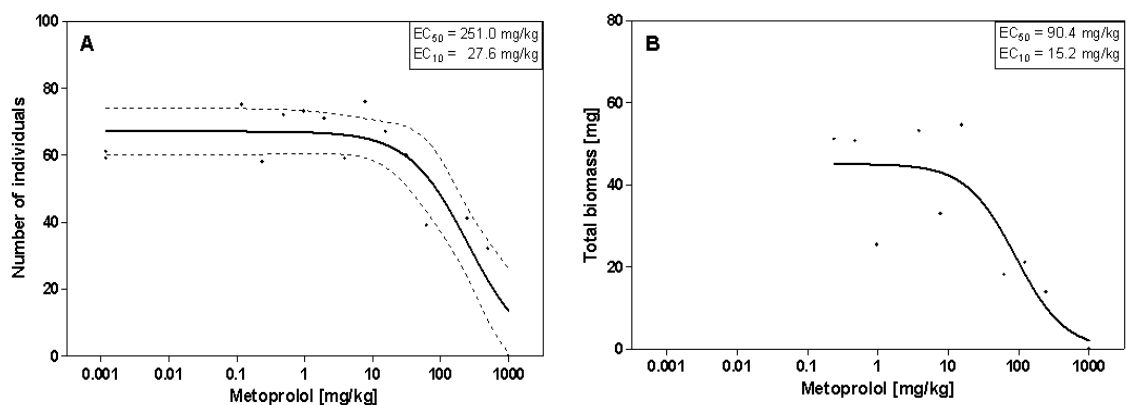 A
EC50 = 251.0 mg/kg
EC10 = 27.6 mg/kg
Number of individuals
100
80
60
40
20
0
0.001 0.01 0.1 1 10 100 1000
Metoprolol [mg/kg]
B
EC50 = 90.4 mg/kg
EC10 = 15.2 mg/kg
Total biomass [mg]
80
60
40
20
0
0.001 0.01 0.1 1 10 100 1000
Metoprolol [mg/kg]